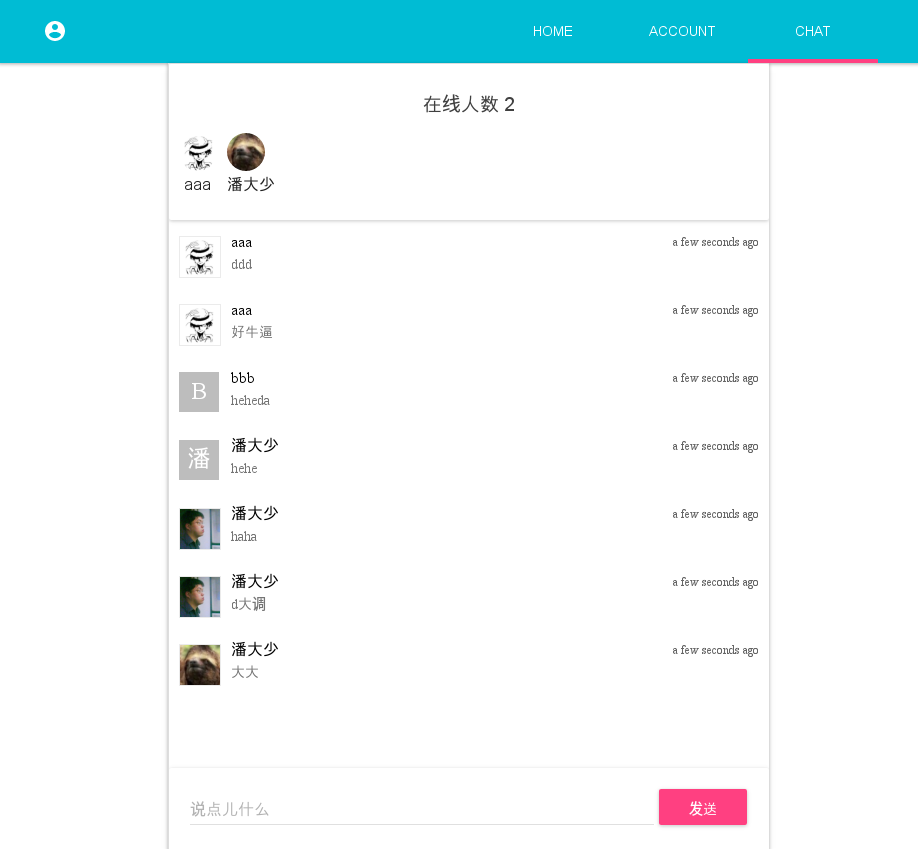 HOME ACCOUNT CHAT
在线人数 2
aaa 潘大少
aaa a few seconds ago
ddd
aaa a few seconds ago
好牛逼
B bbb a few seconds ago
heheda
潘 潘大少 a few seconds ago
hehe
潘大少 a few seconds ago
haha
潘大少 a few seconds ago
d大调
潘大少 a few seconds ago
大大
说点儿什么 发送